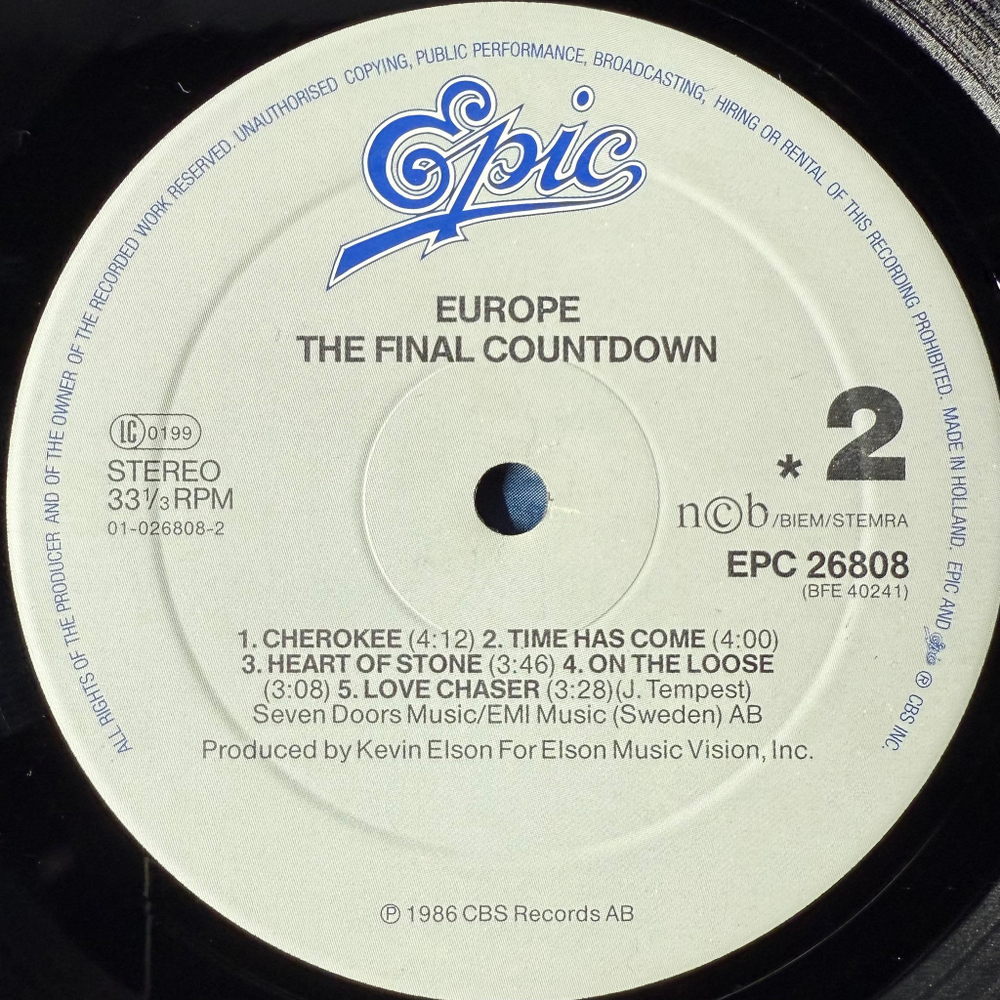 ALL RIGHTS OF THE PRODUCER AND OF THE OWNER OF THE RECORDED WORK RESERVED. UNAUTHORISED COPYING, PUBLIC PERFORMANCE, BROADCASTING, HIRING OR RENTAL OF THIS RECORDING PROHIBITED. MADE IN HOLLAND. EPIC AND Epic ℗ CBS INC.
Epic
EUROPE
THE FINAL COUNTDOWN
LC 0199
STEREO
33⅓ RPM
01-026808-2
* 2
n©b/BIEM/STEMRA
EPC 26808
(BFE 40241)
1. CHEROKEE (4:12) 2. TIME HAS COME (4:00)
3. HEART OF STONE (3:46) 4. ON THE LOOSE
(3:08) 5. LOVE CHASER (3:28)(J. Tempest)
Seven Doors Music/EMI Music (Sweden) AB
Produced by Kevin Elson For Elson Music Vision, Inc.
℗ 1986 CBS Records AB